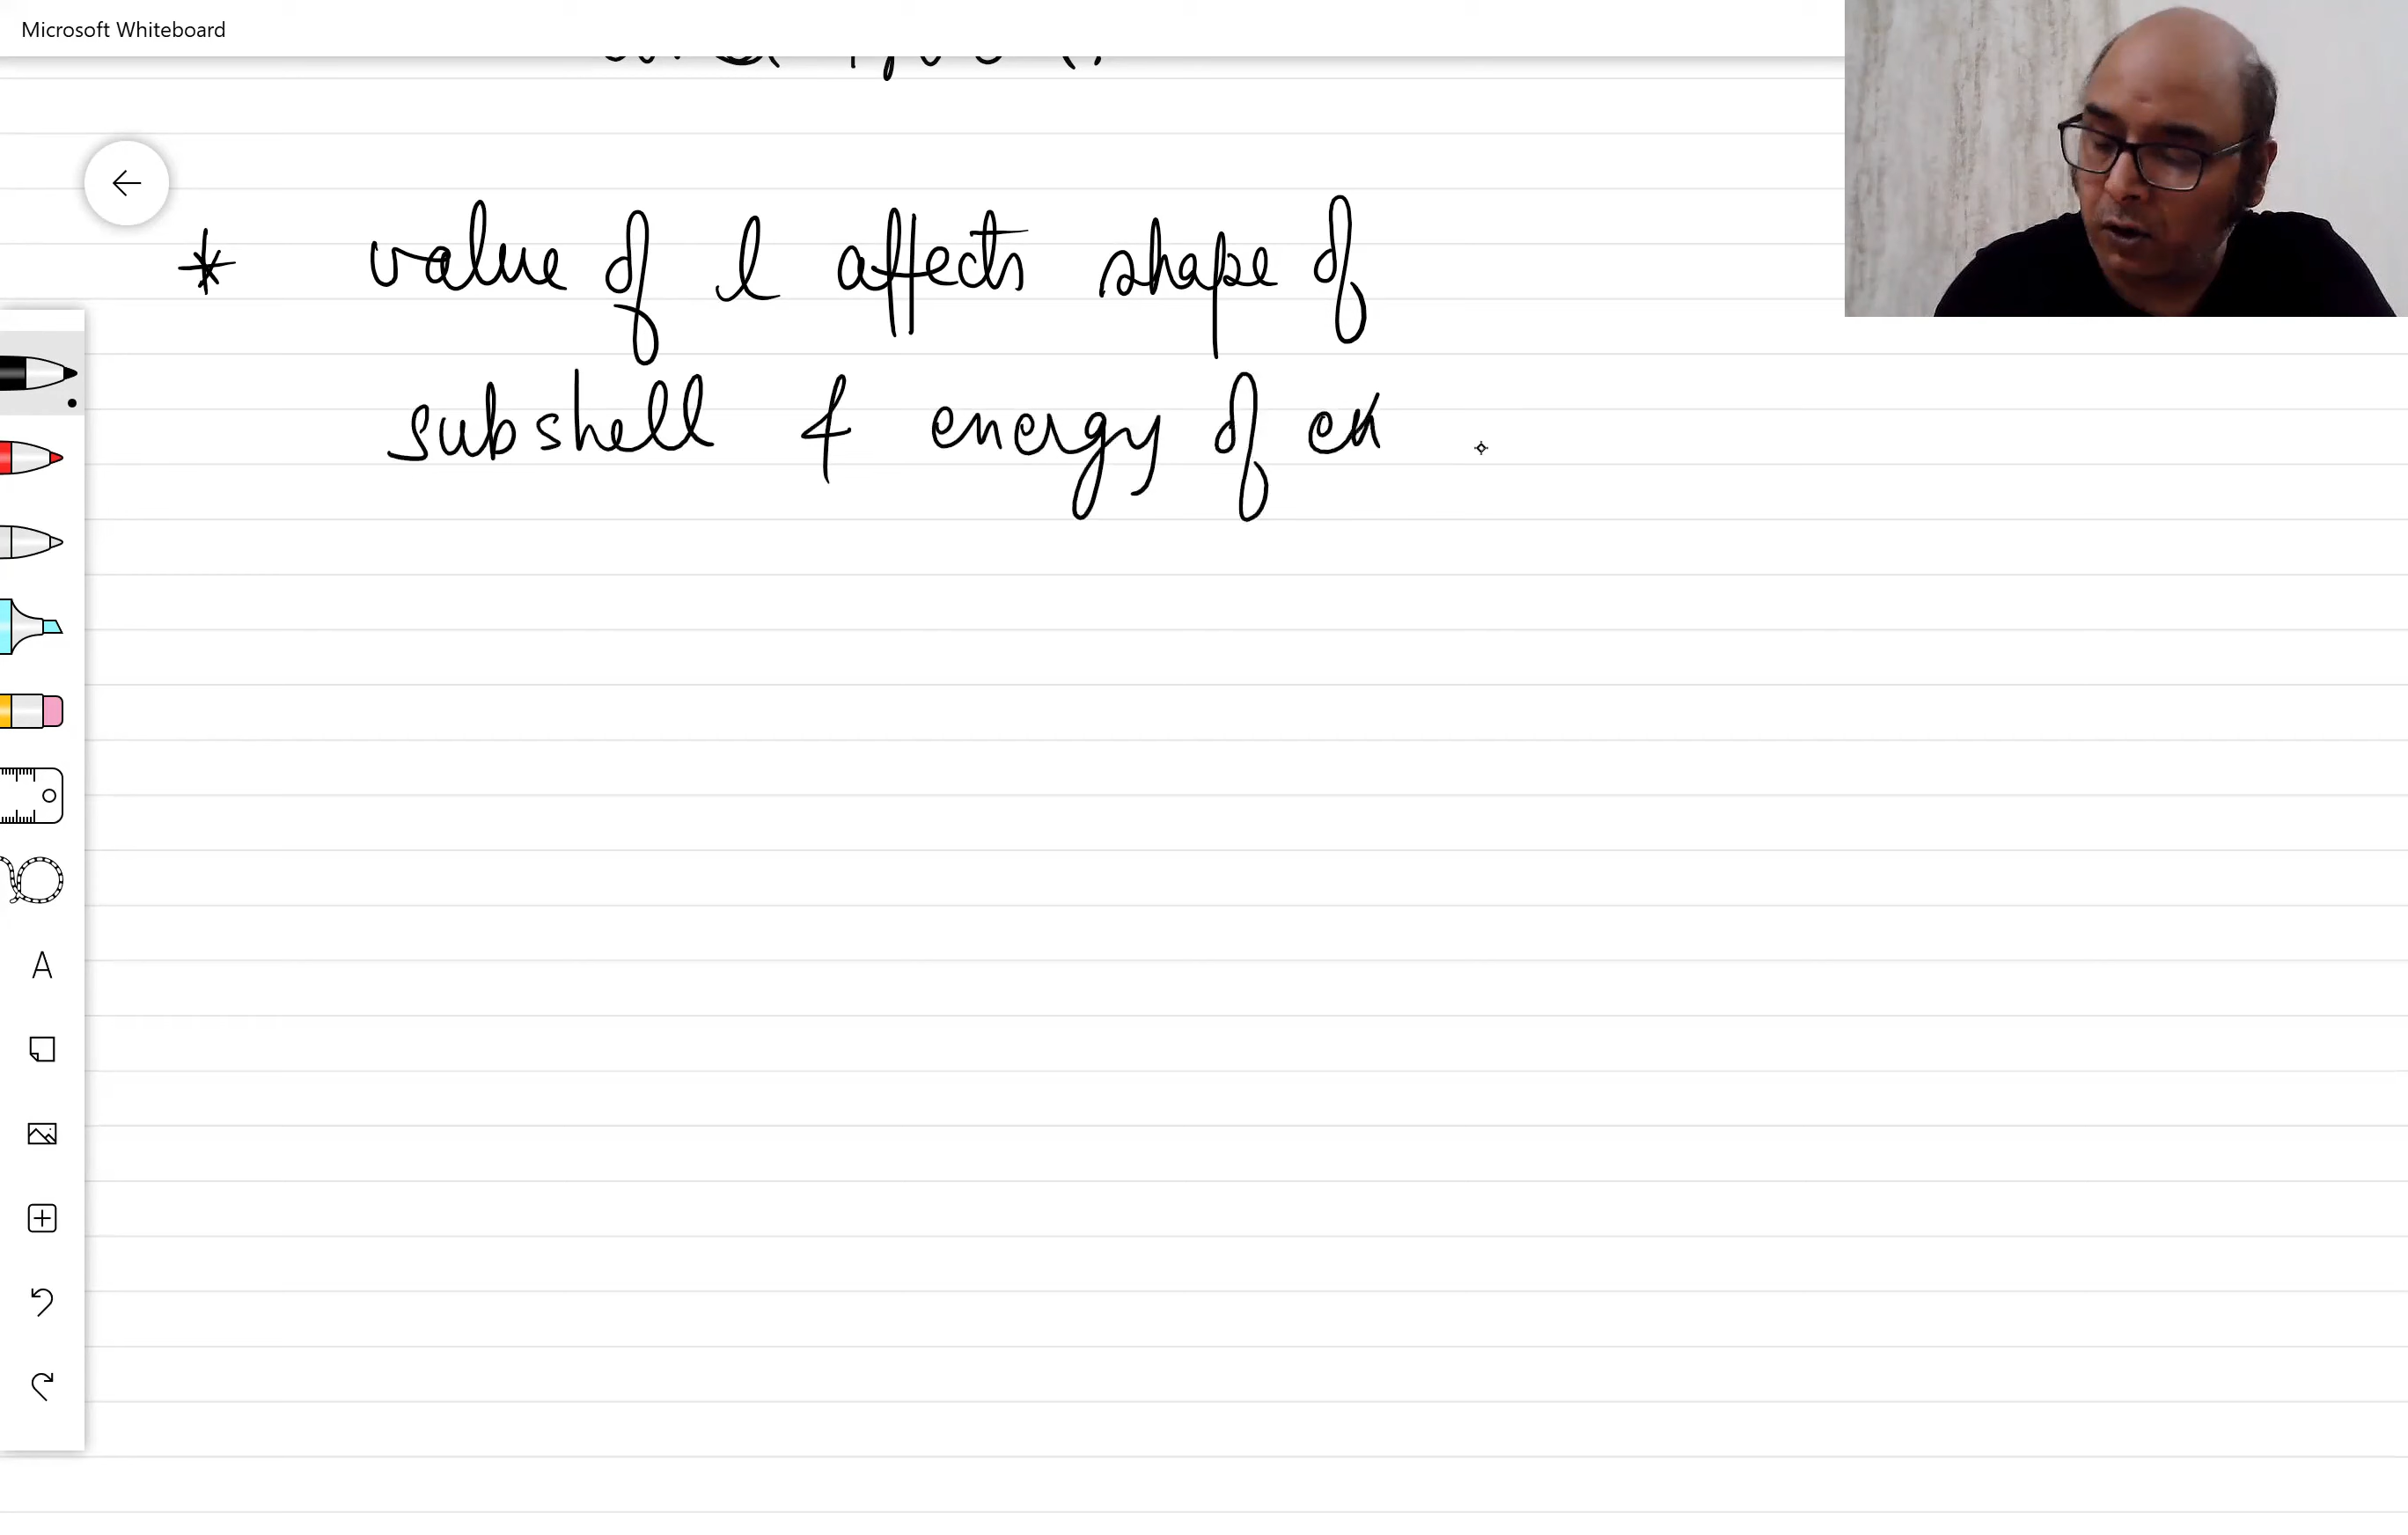 Microsoft Whiteboard
* value of l affects shape of
subshell & energy of
A